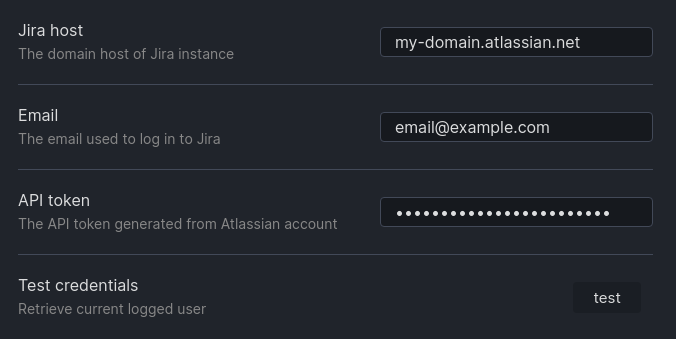 Jira host
The domain host of Jira instance
my-domain.atlassian.net
Email
The email used to log in to Jira
email@example.com
API token
The API token generated from Atlassian account
••••••••••••••••••••••••
Test credentials
Retrieve current logged user
test